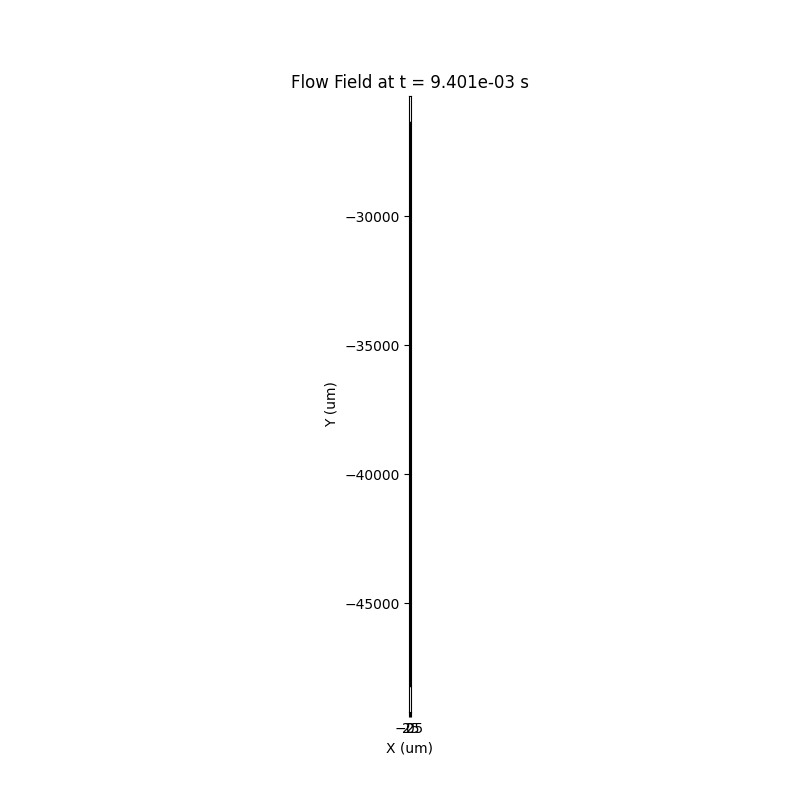 Flow Field at t = 9.401e-03 s
−30000
−35000
Y (um)
−40000
−45000
X (um)